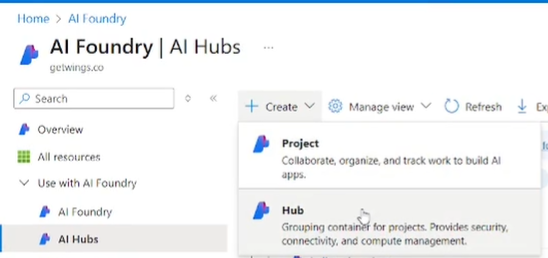 Home > AI Foundry
AI Foundry | AI Hubs ...
getwings.co
Search
Create
Manage view
Refresh
Overview
All resources
Use with AI Foundry
AI Foundry
AI Hubs
Project
Collaborate, organize, and track work to build AI
apps.
Hub
Grouping container for projects. Provides security,
connectivity, and compute management.